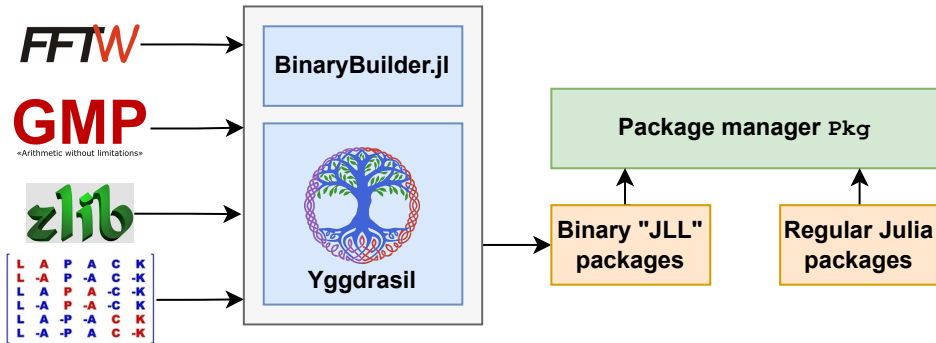 FFTW
GMP
«Arithmetic without limitations»
zlib
L A P A C K
L -A P -A C -K
L A P A -C -K
L -A P -A -C K
L A -P -A C K
L -A -P A C -K
BinaryBuilder.jl
Yggdrasil
Package manager Pkg
Binary "JLL"
packages
Regular Julia
packages